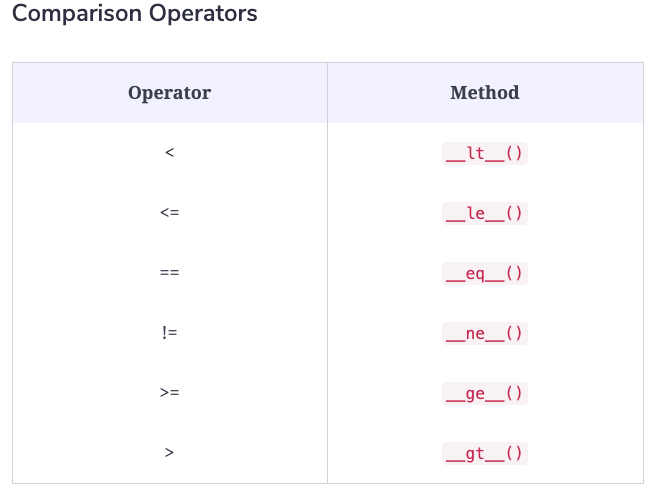 Comparison Operators
Operator Method
< __lt__()
<= __le__()
== __eq__()
!= __ne__()
>= __ge__()
> __gt__()